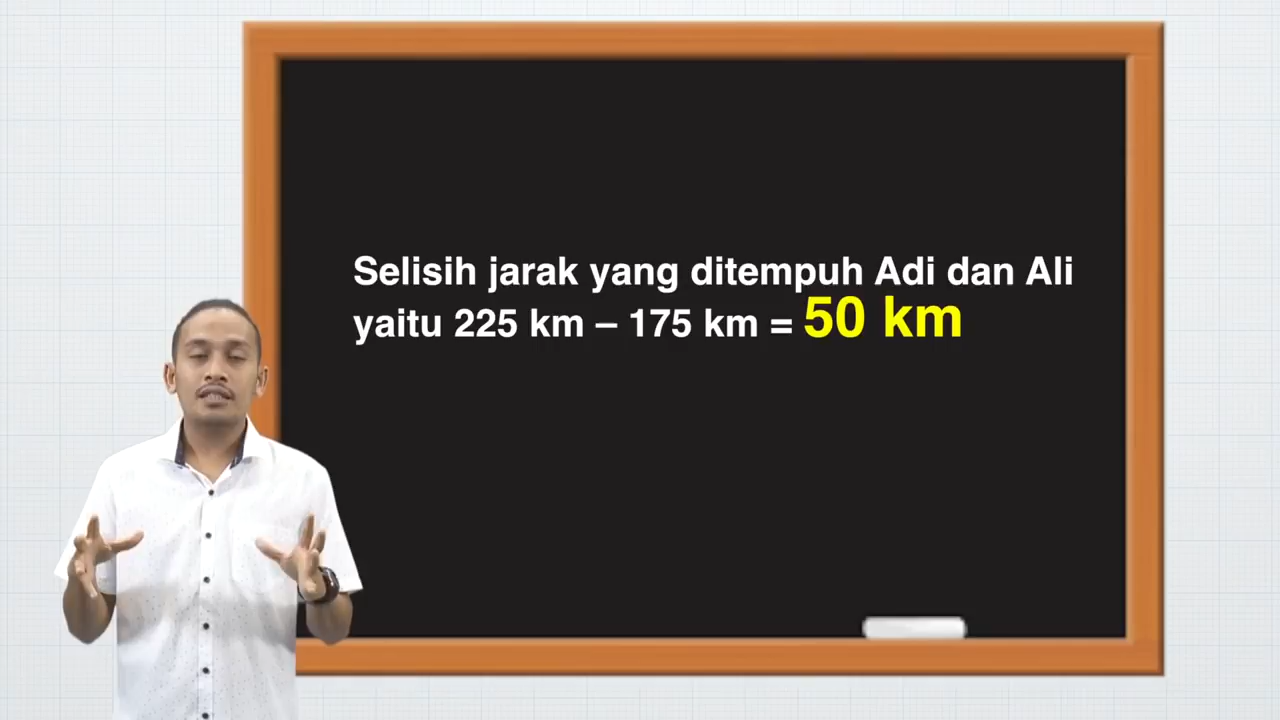 Selisih jarak yang ditempuh Adi dan Ali
yaitu 225 km – 175 km = 50 km